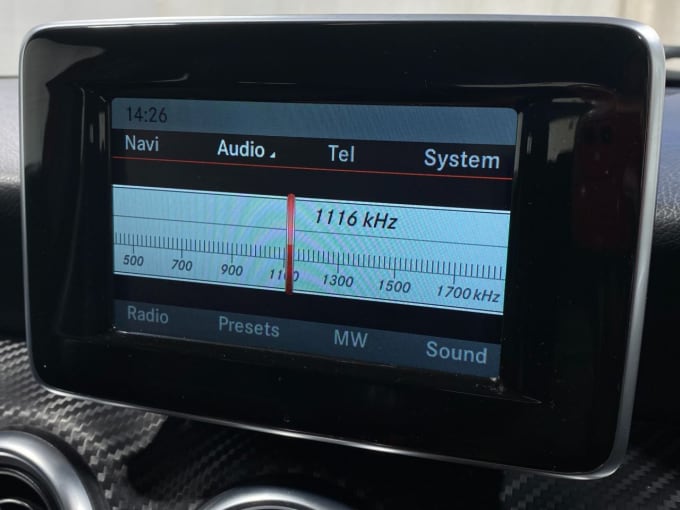 14:26
Navi Audio Tel System
1116 kHz
500 700 900 1100 1300 1500 1700 kHz
Radio Presets MW Sound